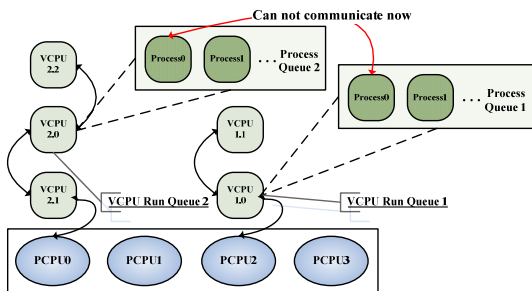 Can not communicate now
VCPU
2.2
Process0
Process1
... Process
Queue 2
VCPU
2.0
VCPU
1.1
Process0
Process1
... Process
Queue 1
VCPU
2.1
VCPU Run Queue 2
VCPU
1.0
VCPU Run Queue 1
PCPU0
PCPU1
PCPU2
PCPU3